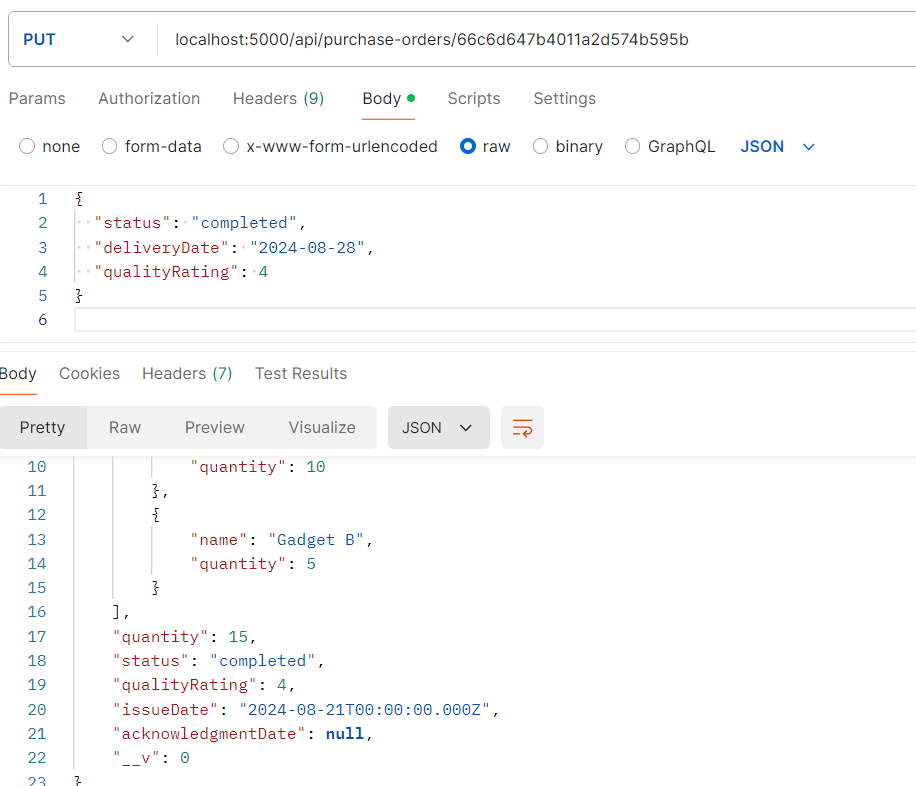 PUT localhost:5000/api/purchase-orders/66c6d647b4011a2d574b595b
Params Authorization Headers (9) Body Scripts Settings
none form-data x-www-form-urlencoded raw binary GraphQL JSON
1 {
2 "status": "completed",
3 "deliveryDate": "2024-08-28",
4 "qualityRating": 4
5 }
6
Body Cookies Headers (7) Test Results
Pretty Raw Preview Visualize JSON
10 "quantity": 10
11 },
12 {
13 "name": "Gadget B",
14 "quantity": 5
15 }
16 ],
17 "quantity": 15,
18 "status": "completed",
19 "qualityRating": 4,
20 "issueDate": "2024-08-21T00:00:00.000Z",
21 "acknowledgmentDate": null,
22 "__v": 0
23 }